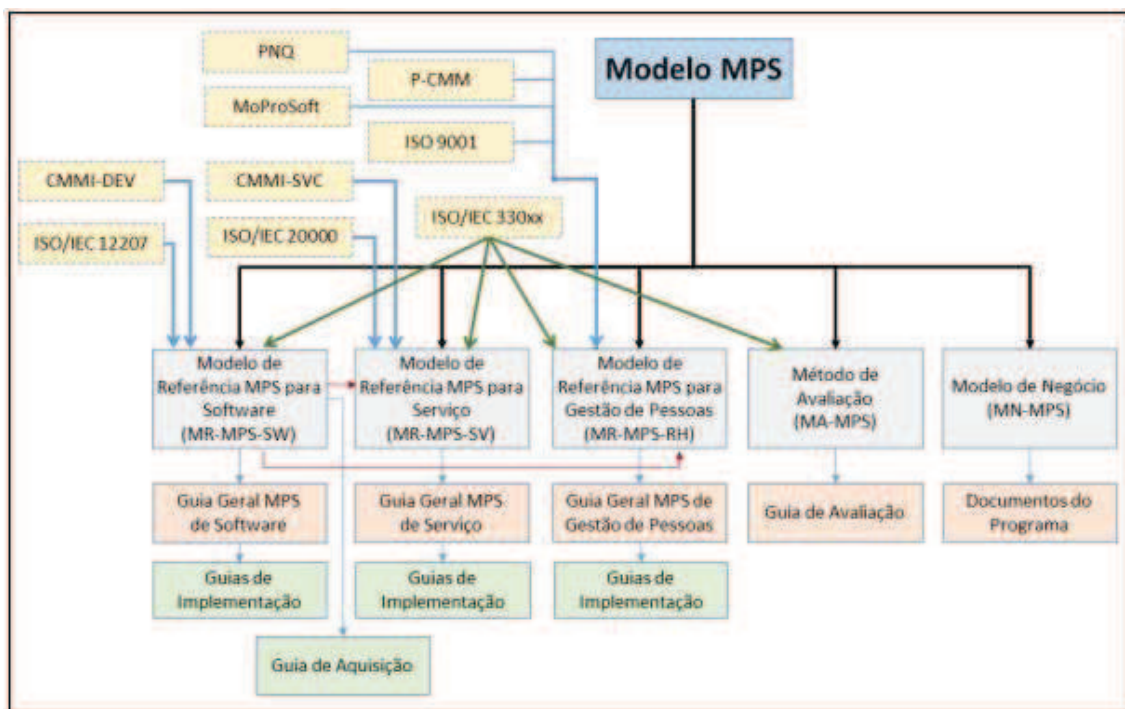 PNQ
Modelo MPS
P-CMM
MoProSoft
ISO 9001
CMMI-DEV
CMMI-SVC
ISO/IEC 330xx
ISO/IEC 12207
ISO/IEC 20000
Modelo de
Referência MPS para
Software
(MR-MPS-SW)
Modelo de
Referência MPS para
Serviço
(MR-MPS-SV)
Modelo de
Referência MPS para
Gestão de Pessoas
(MR-MPS-RH)
Método de
Avaliação
(MA-MPS)
Modelo de Negócio
(MN-MPS)
Guia Geral MPS
de Software
Guia Geral MPS
de Serviço
Guia Geral MPS de
Gestão de Pessoas
Guia de Avaliação
Documentos do
Programa
Guias de
Implementação
Guias de
Implementação
Guias de
Implementação
Guia de Aquisição